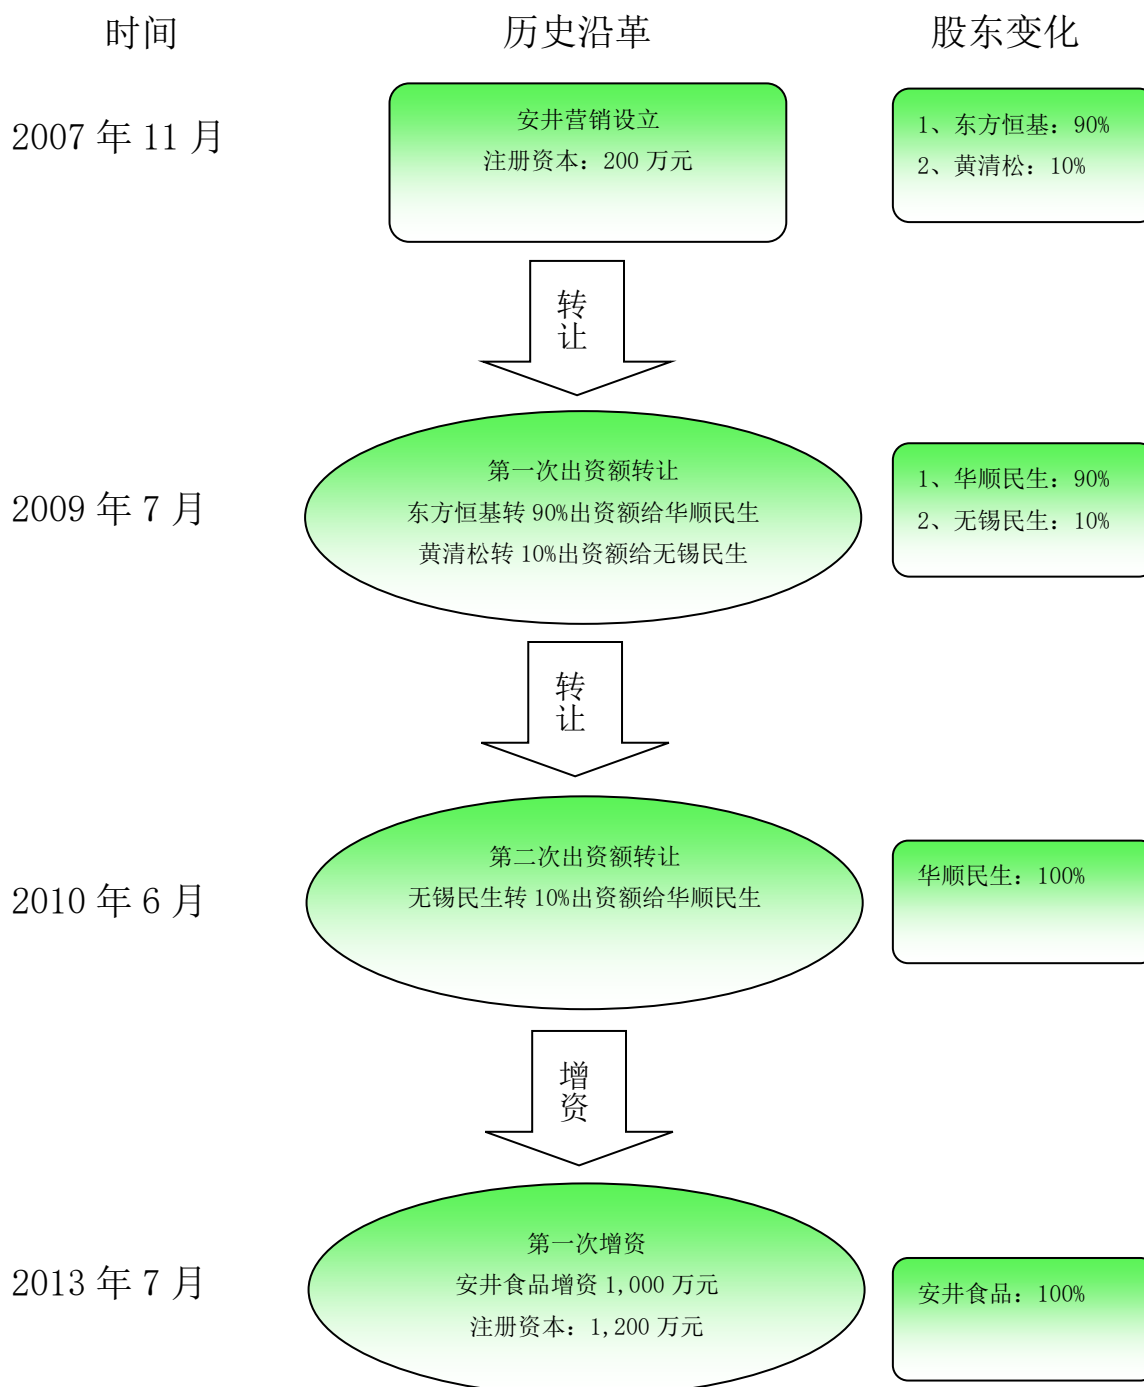 时间 历史沿革 股东变化
2007 年 11 月
安井营销设立
注册资本：200 万元
1、东方恒基：90%
2、黄清松：10%
转
让
2009 年 7 月
第一次出资额转让
东方恒基转 90%出资额给华顺民生
黄清松转 10%出资额给无锡民生
1、华顺民生：90%
2、无锡民生：10%
转
让
2010 年 6 月
第二次出资额转让
无锡民生转 10%出资额给华顺民生
华顺民生：100%
增
资
2013 年 7 月
第一次增资
安井食品增资 1,000 万元
注册资本：1,200 万元
安井食品：100%